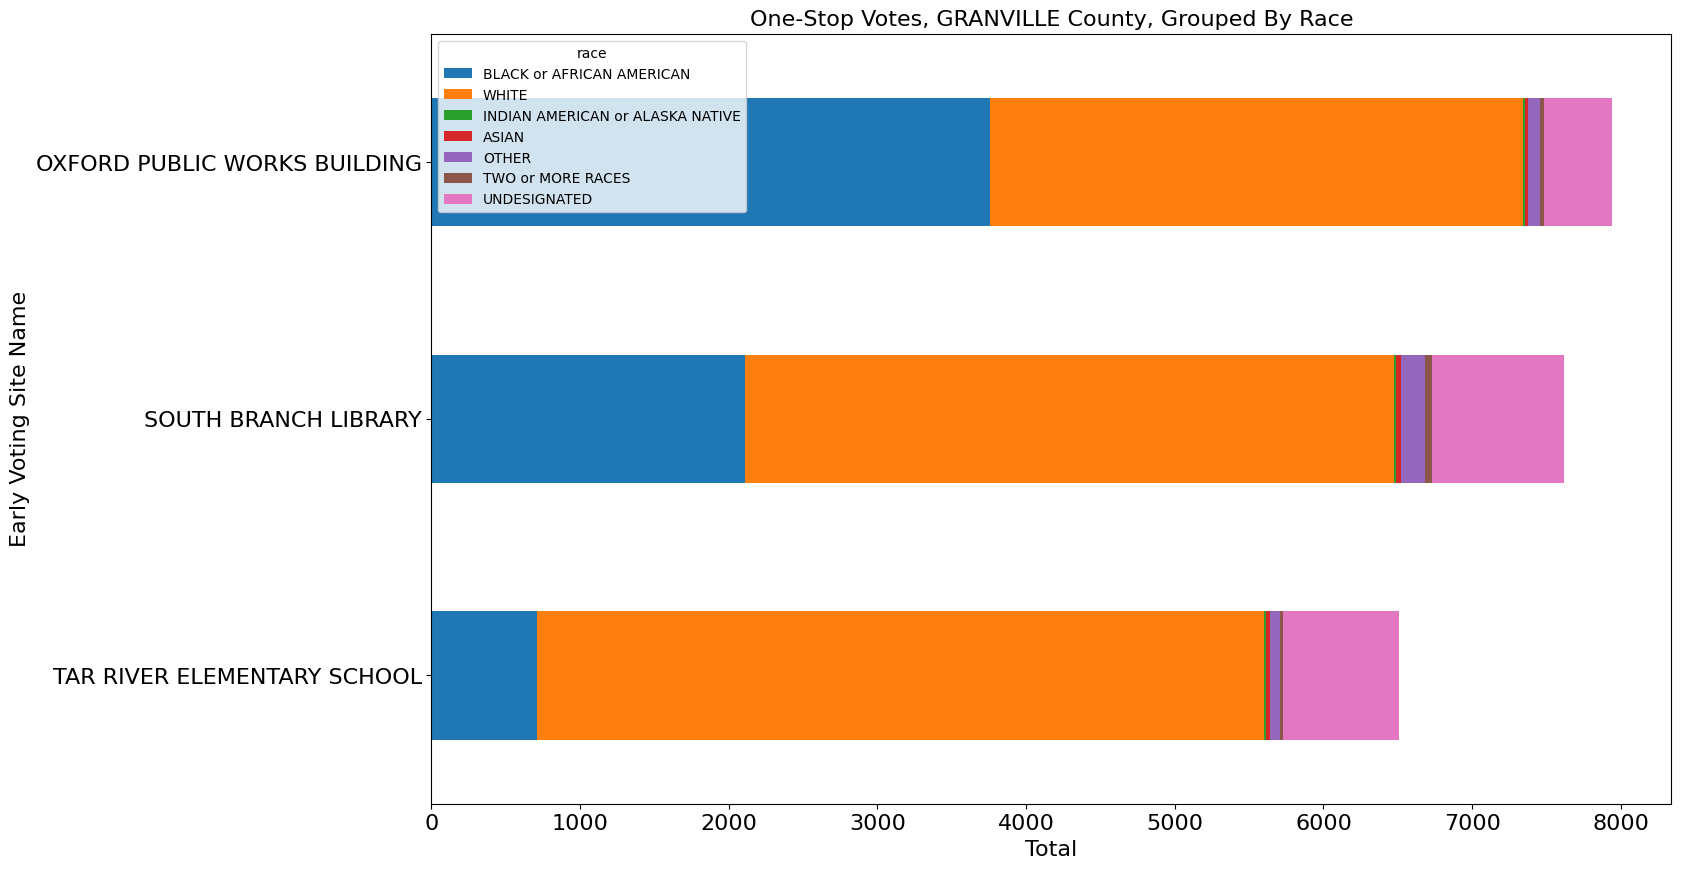 One-Stop Votes, GRANVILLE County, Grouped By Race
race
BLACK or AFRICAN AMERICAN
WHITE
INDIAN AMERICAN or ALASKA NATIVE
ASIAN
OTHER
TWO or MORE RACES
UNDESIGNATED
Early Voting Site Name
OXFORD PUBLIC WORKS BUILDING
SOUTH BRANCH LIBRARY
TAR RIVER ELEMENTARY SCHOOL
0 1000 2000 3000 4000 5000 6000 7000 8000
Total